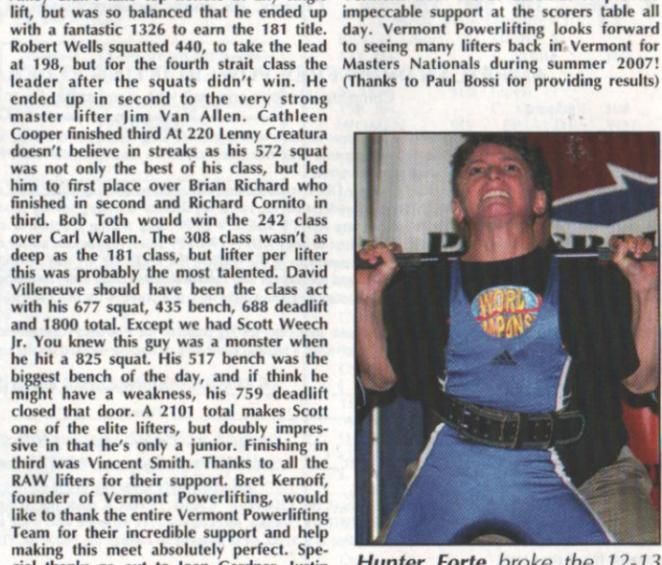 lift, but was so balanced that he ended up
with a fantastic 1326 to earn the 181 title.
Robert Wells squatted 440, to take the lead
at 198, but for the fourth strait class the
leader after the squats didn't win. He
ended up in second to the very strong
master lifter Jim Van Allen. Cathleen
Cooper finished third At 220 Lenny Creatura
doesn't believe in streaks as his 572 squat
was not only the best of his class, but led
him to first place over Brian Richard who
finished in second and Richard Cornito in
third. Bob Toth would win the 242 class
over Carl Wallen. The 308 class wasn't as
deep as the 181 class, but lifter per lifter
this was probably the most talented. David
Villeneuve should have been the class act
with his 677 squat, 435 bench, 688 deadlift
and 1800 total. Except we had Scott Weech
Jr. You knew this guy was a monster when
he hit a 825 squat. His 517 bench was the
biggest bench of the day, and if think he
might have a weakness, his 759 deadlift
closed that door. A 2101 total makes Scott
one of the elite lifters, but doubly impres-
sive in that he's only a junior. Finishing in
third was Vincent Smith. Thanks to all the
RAW lifters for their support. Bret Kernoff,
founder of Vermont Powerlifting, would
like to thank the entire Vermont Powerlifting
Team for their incredible support and help
making this meet absolutely perfect. Spe-
impeccable support at the scorers table all
day. Vermont Powerlifting looks forward
to seeing many lifters back in Vermont for
Masters Nationals during summer 2007!
(Thanks to Paul Bossi for providing results)
WORL
MPONS
Hunter Forte broke the 12-13